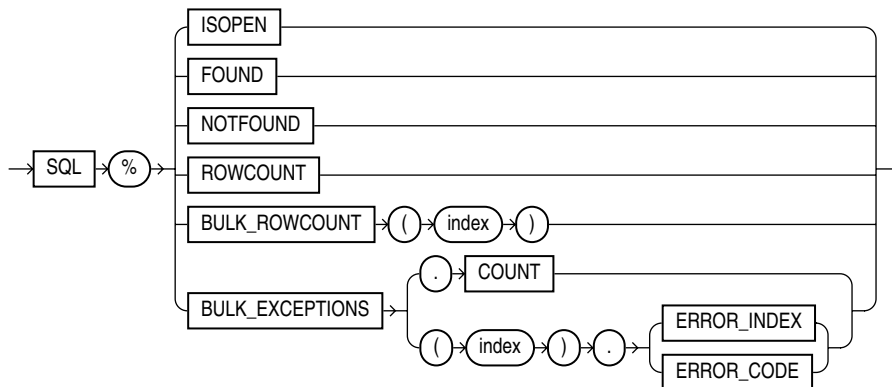 ISOPEN
FOUND
NOTFOUND
SQL % ROWCOUNT
BULK_ROWCOUNT ( index )
. COUNT
BULK_EXCEPTIONS
( index ) . ERROR_INDEX
ERROR_CODE